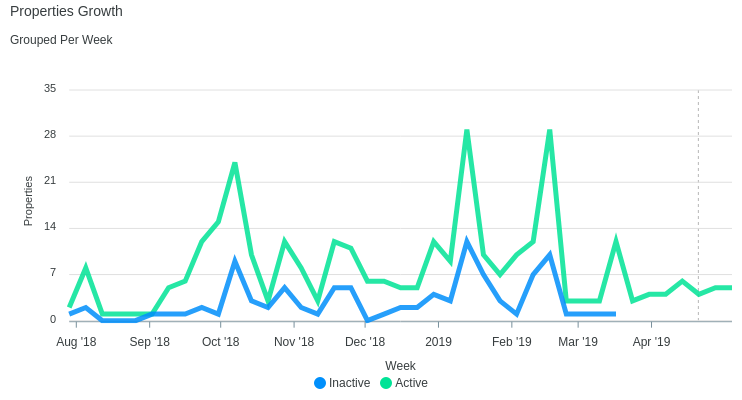 Properties Growth
Grouped Per Week
35
28
21
14
7
0
Properties
Aug '18 Sep '18 Oct '18 Nov '18 Dec '18 2019 Feb '19 Mar '19 Apr '19
Week
Inactive Active